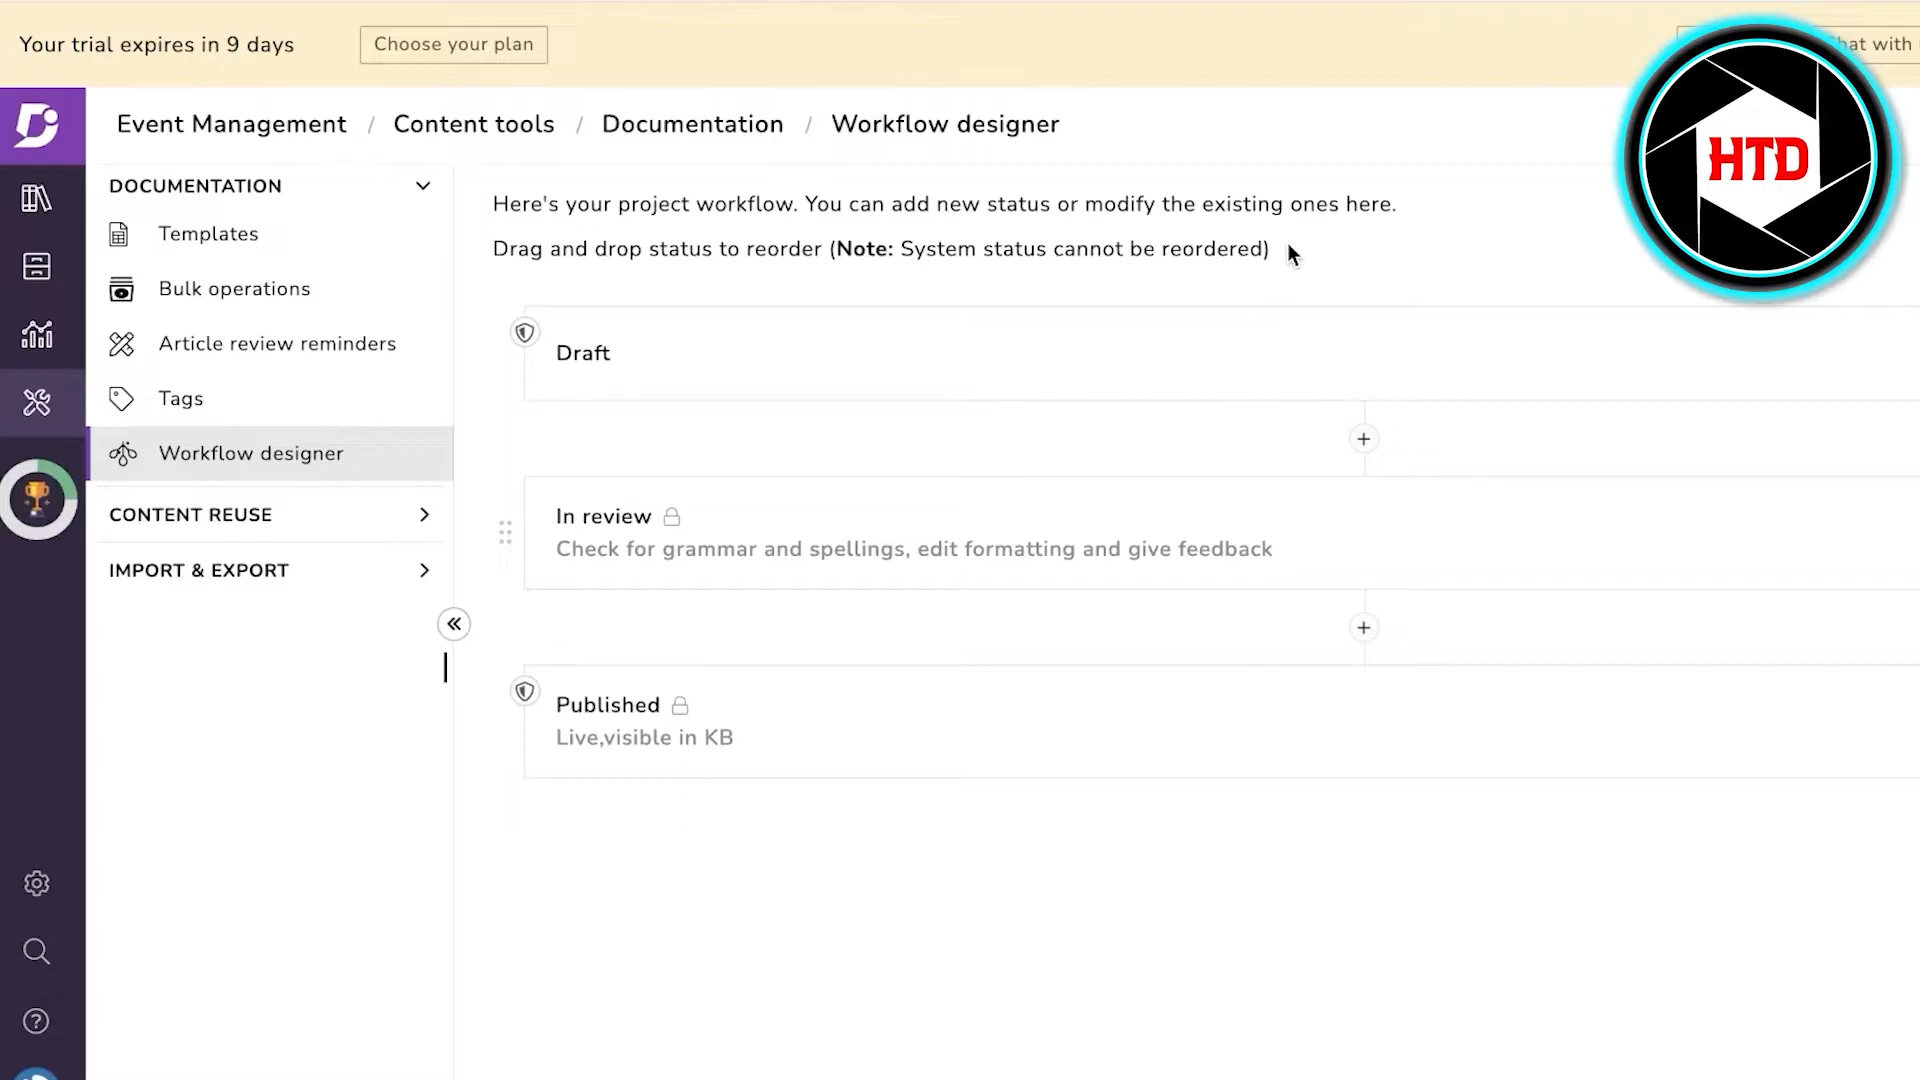 Your trial expires in 9 days
Choose your plan
hat with
HTD
Event Management / Content tools / Documentation / Workflow designer
DOCUMENTATION
Templates
Bulk operations
Article review reminders
Tags
Workflow designer
CONTENT REUSE
IMPORT & EXPORT
Here's your project workflow. You can add new status or modify the existing ones here.
Drag and drop status to reorder (Note: System status cannot be reordered)
Draft
In review
Check for grammar and spellings, edit formatting and give feedback
Published
Live,visible in KB